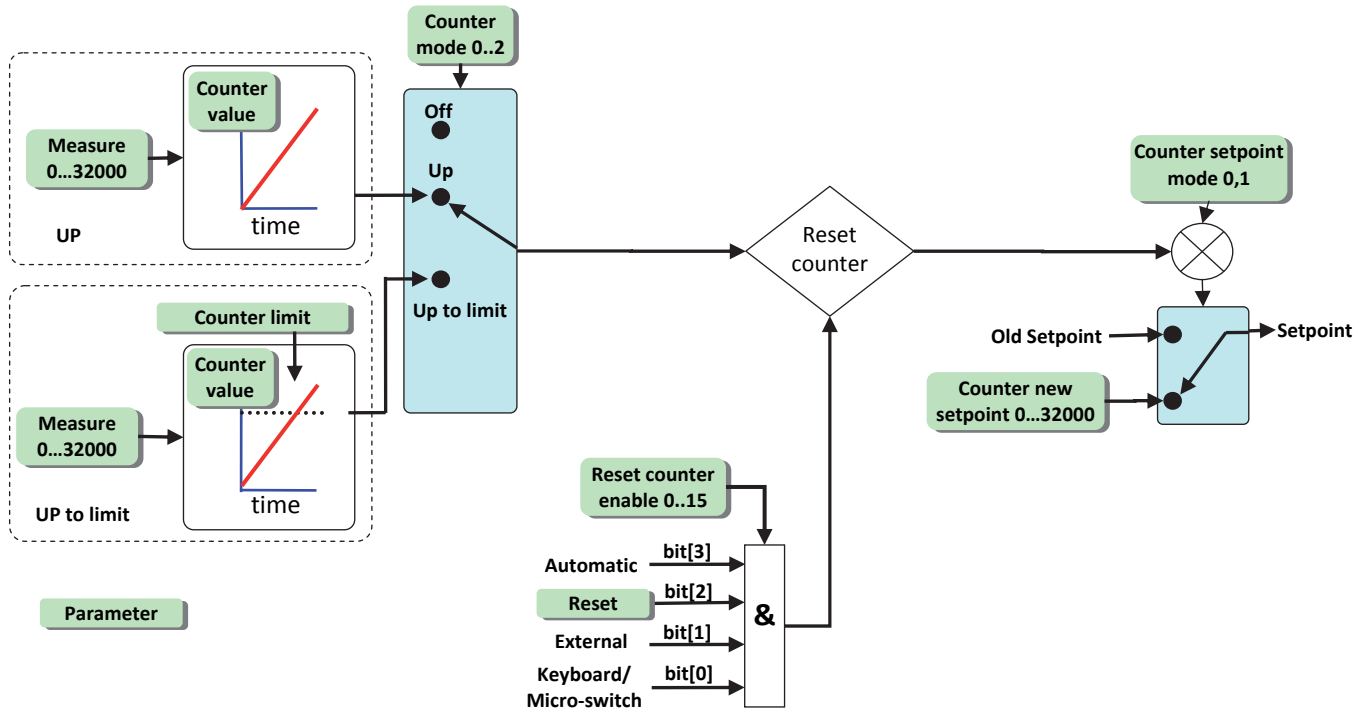 Counter
mode 0..2
Counter
value
Measure
0...32000
time
UP
Off
Up
Up to limit
Counter limit
Counter
value
Measure
0...32000
time
UP to limit
Parameter
Reset
counter
Counter setpoint
mode 0,1
Old Setpoint
Setpoint
Counter new
setpoint 0...32000
Reset counter
enable 0..15
Automatic
bit[3]
Reset
bit[2]
External
bit[1]
Keyboard/
Micro-switch
bit[0]
&